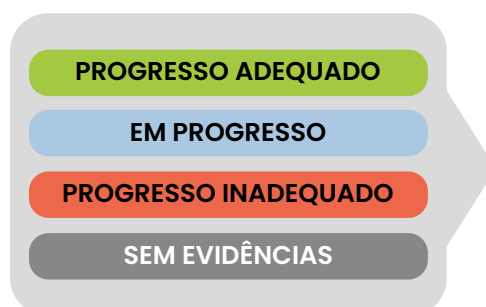 PROGRESSO ADEQUADO
EM PROGRESSO
PROGRESSO INADEQUADO
SEM EVIDÊNCIAS